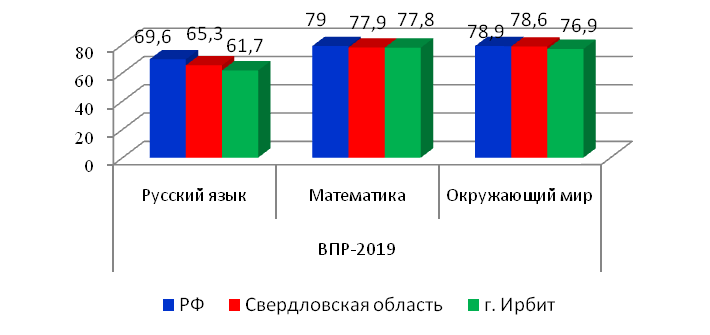 69,6 65,3 61,7 79 77,9 77,8 78,9 78,6 76,9
80
60
40
20
0
Русский язык Математика Окружающий мир
ВПР-2019
РФ Свердловская область г. Ирбит